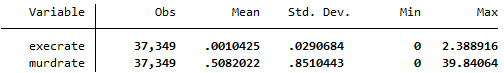 Variable Obs Mean Std. Dev. Min Max
execrate 37,349 .0010425 .0290684 0 2.388916
murdrate 37,349 .5082022 .8510443 0 39.84064